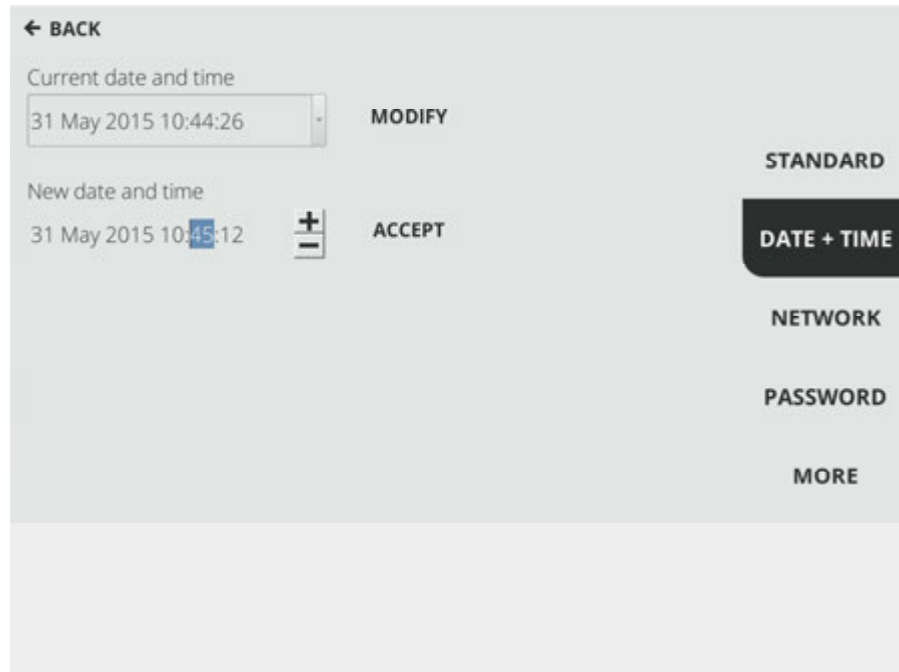 ← BACK
Current date and time
31 May 2015 10:44:26
MODIFY
New date and time
31 May 2015 10:45:12
+
−
ACCEPT
STANDARD
DATE + TIME
NETWORK
PASSWORD
MORE